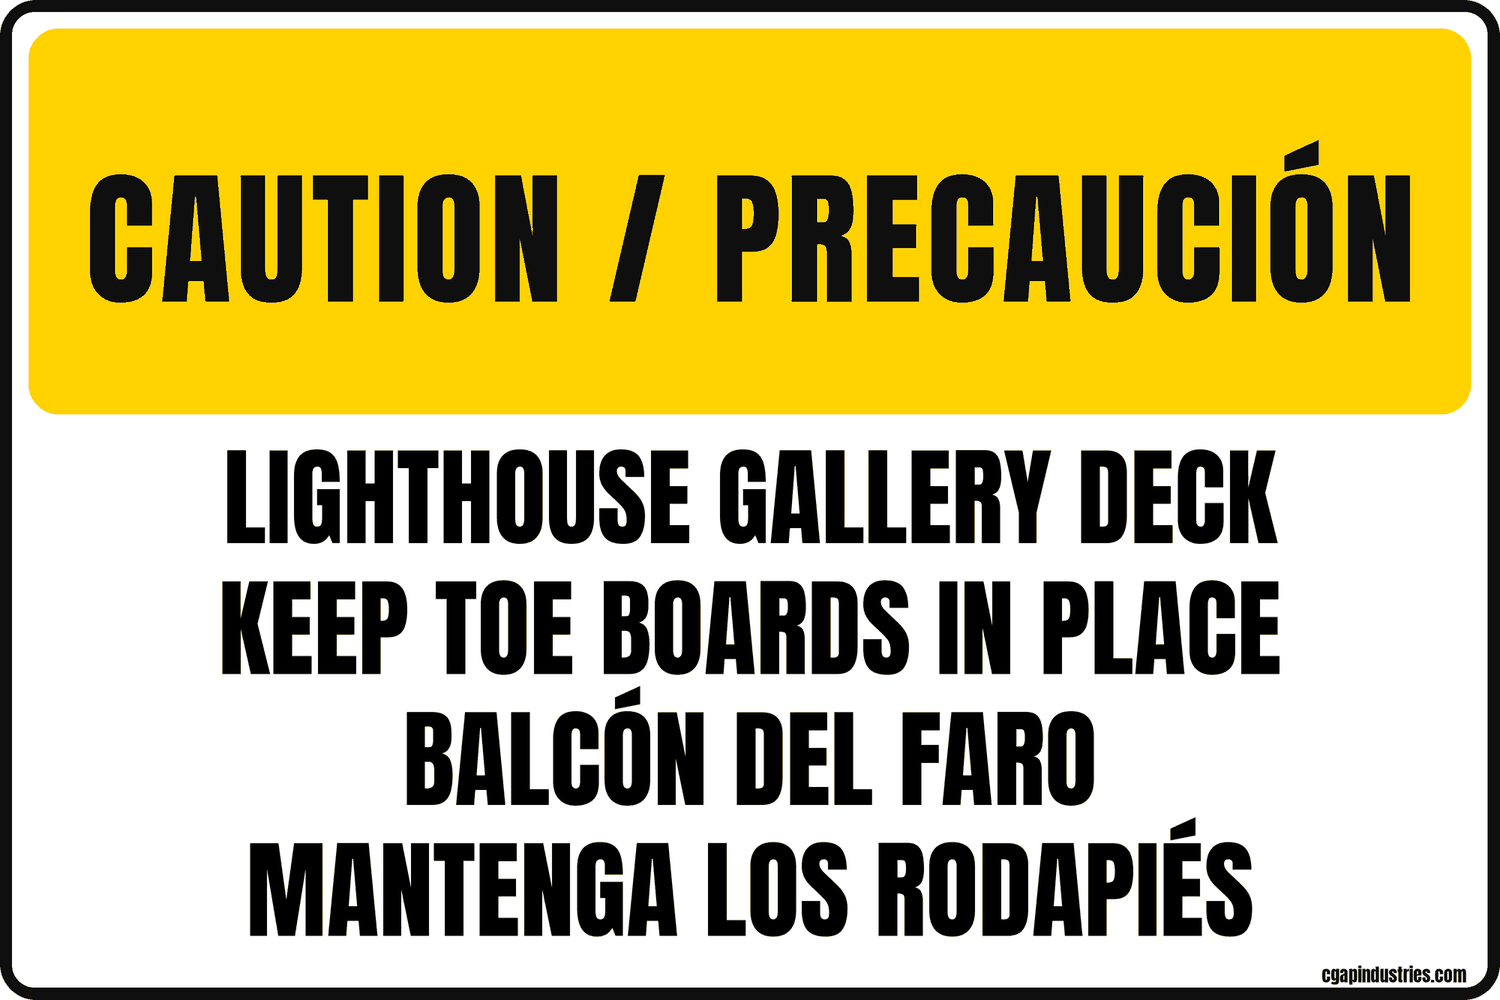 CAUTION / PRECAUCIÓN
LIGHTHOUSE GALLERY DECK
KEEP TOE BOARDS IN PLACE
BALCÓN DEL FARO
MANTENGA LOS RODAPIÉS
cgapindustries.com